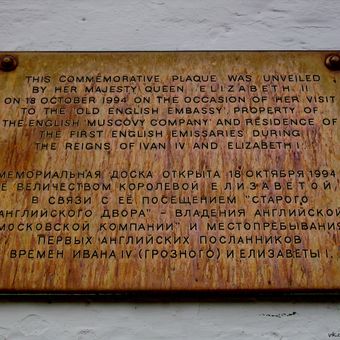 THIS COMMEMORATIVE PLAQUE WAS UNVEILED
BY HER MAJESTY QUEEN ELIZABETH II
ON 18 OCTOBER 1994 ON THE OCCASION OF HER VISIT
TO THE 'OLD ENGLISH EMBASSY', PROPERTY OF
THE ENGLISH 'MUSCOVY COMPANY' AND RESIDENCE OF
THE FIRST ENGLISH EMISSARIES DURING
THE REIGNS OF IVAN IV AND ELIZABETH I.
МЕМОРИАЛЬНАЯ ДОСКА ОТКРЫТА 18 ОКТЯБРЯ 1994
ЕЁ ВЕЛИЧЕСТВОМ КОРОЛЕВОЙ ЕЛИЗАВЕТОЙ,
В СВЯЗИ С ЕЁ ПОСЕЩЕНИЕМ "СТАРОГО
АНГЛИЙСКОГО ДВОРА" - ВЛАДЕНИЯ АНГЛИЙСКОЙ
МОСКОВСКОЙ КОМПАНИИ" И МЕСТОПРЕБЫВАНИЯ
ПЕРВЫХ АНГЛИЙСКИХ ПОСЛАННИКОВ
ВРЕМЕН ИВАНА IV (ГРОЗНОГО) И ЕЛИЗАВЕТЫ I.